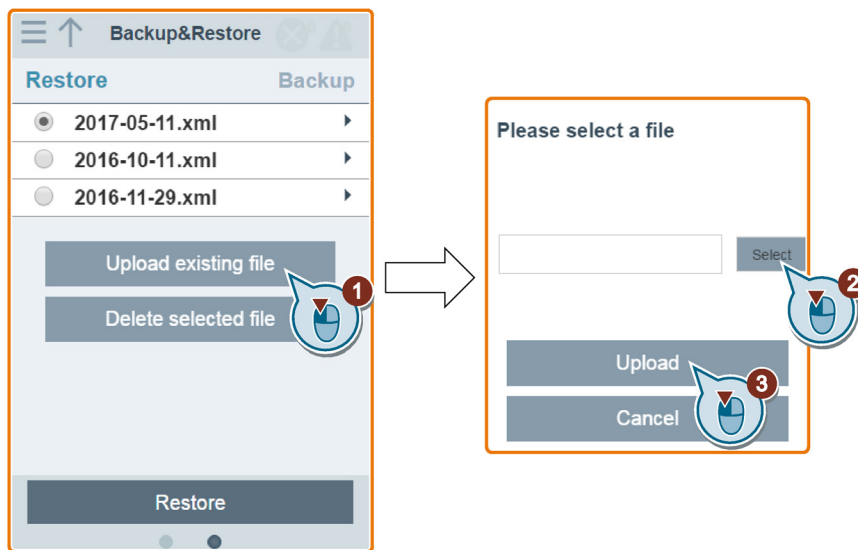 Backup&Restore
Restore Backup
2017-05-11.xml
2016-10-11.xml
2016-11-29.xml
Upload existing file
1
Delete selected file
Restore
Please select a file
Select
2
Upload
3
Cancel